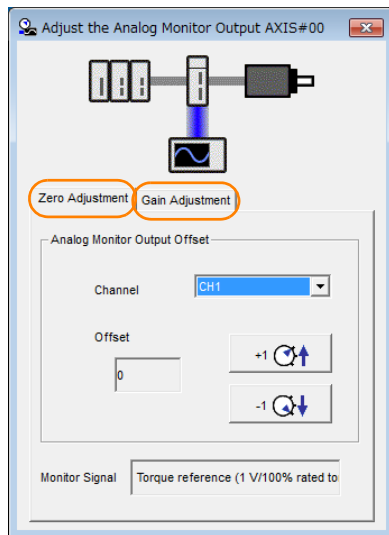 Adjust the Analog Monitor Output AXIS#00
Zero Adjustment
Gain Adjustment
Analog Monitor Output Offset
Channel
CH1
Offset
0
+1
-1
Monitor Signal
Torque reference (1 V/100% rated to